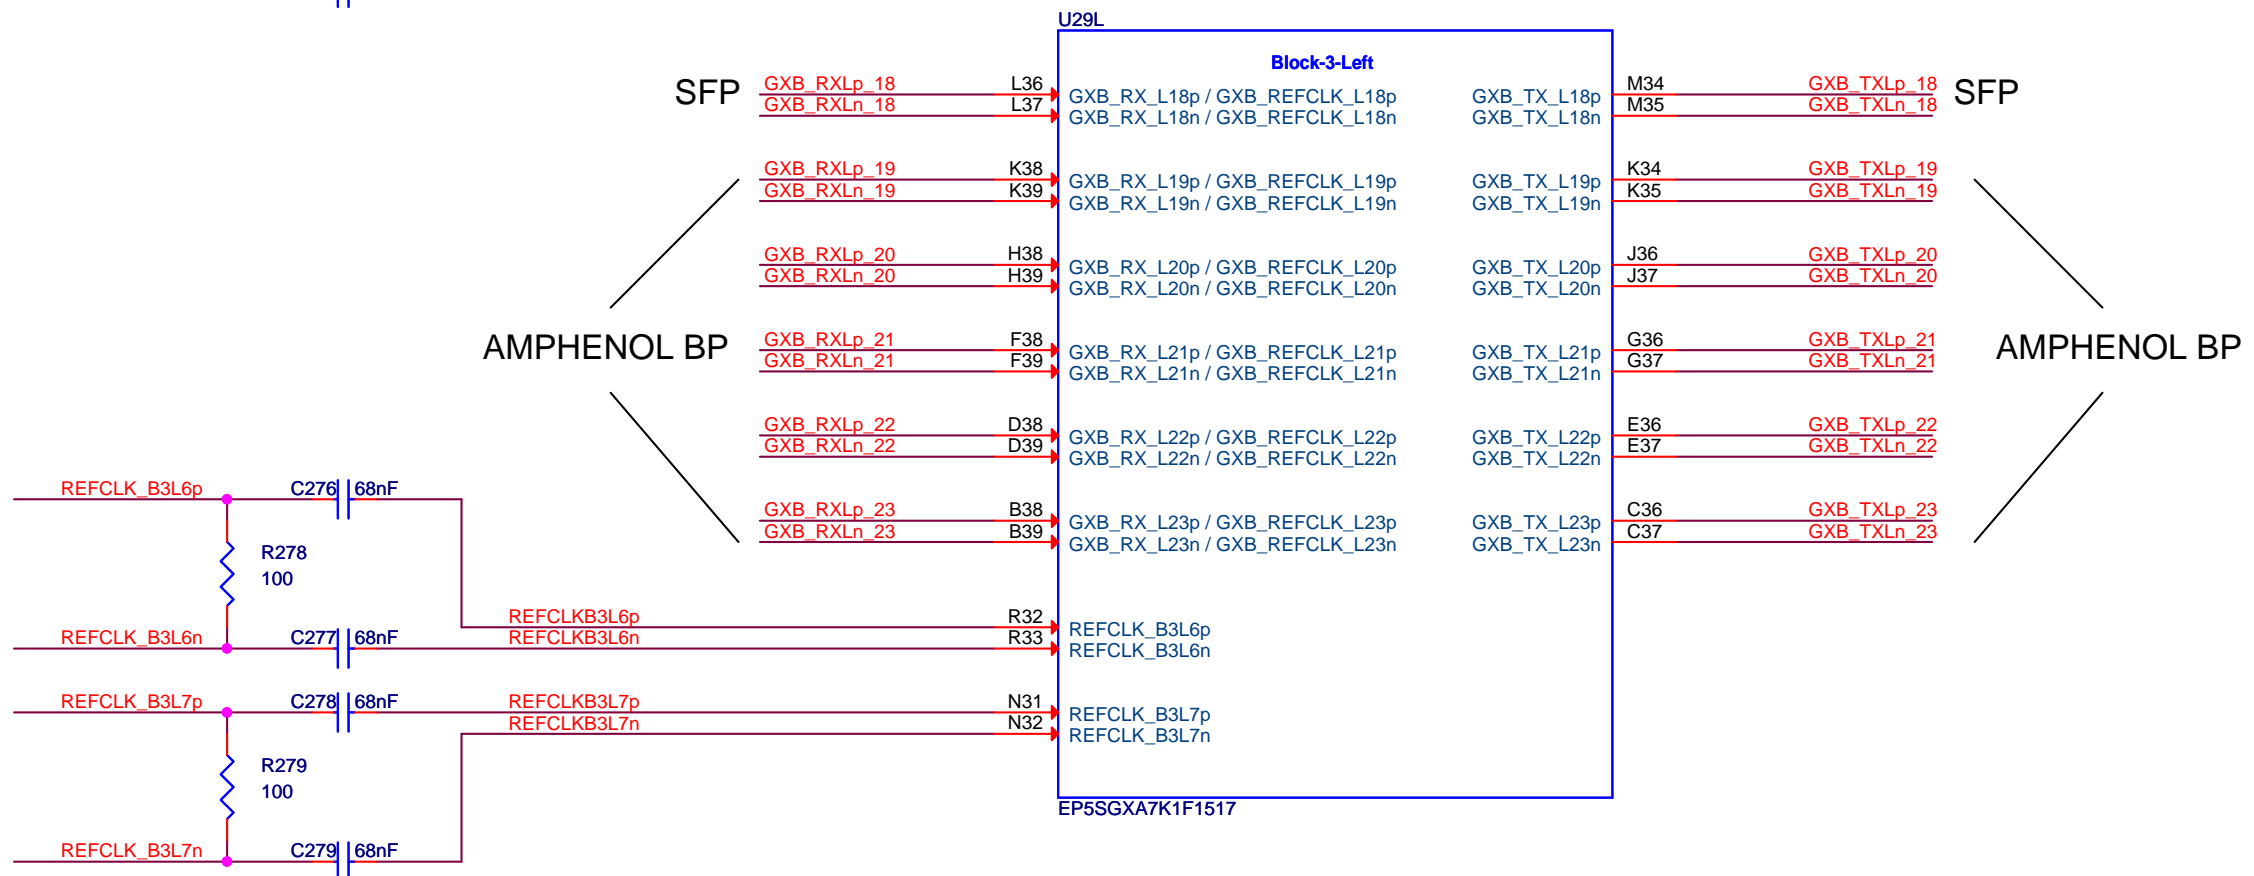 U29L
Block-3-Left
SFP GXB_RXLp_18 L36 GXB_RX_L18p / GXB_REFCLK_L18p GXB_TX_L18p M34 GXB_TXLp_18 SFP
GXB_RXLn_18 L37 GXB_RX_L18n / GXB_REFCLK_L18n GXB_TX_L18n M35 GXB_TXLn_18
GXB_RXLp_19 K38 GXB_RX_L19p / GXB_REFCLK_L19p GXB_TX_L19p K34 GXB_TXLp_19
GXB_RXLn_19 K39 GXB_RX_L19n / GXB_REFCLK_L19n GXB_TX_L19n K35 GXB_TXLn_19
GXB_RXLp_20 H38 GXB_RX_L20p / GXB_REFCLK_L20p GXB_TX_L20p J36 GXB_TXLp_20
GXB_RXLn_20 H39 GXB_RX_L20n / GXB_REFCLK_L20n GXB_TX_L20n J37 GXB_TXLn_20
AMPHENOL BP GXB_RXLp_21 F38 GXB_RX_L21p / GXB_REFCLK_L21p GXB_TX_L21p G36 GXB_TXLp_21 AMPHENOL BP
GXB_RXLn_21 F39 GXB_RX_L21n / GXB_REFCLK_L21n GXB_TX_L21n G37 GXB_TXLn_21
GXB_RXLp_22 D38 GXB_RX_L22p / GXB_REFCLK_L22p GXB_TX_L22p E36 GXB_TXLp_22
GXB_RXLn_22 D39 GXB_RX_L22n / GXB_REFCLK_L22n GXB_TX_L22n E37 GXB_TXLn_22
REFCLK_B3L6p C276 68nF
GXB_RXLp_23 B38 GXB_RX_L23p / GXB_REFCLK_L23p GXB_TX_L23p C36 GXB_TXLp_23
GXB_RXLn_23 B39 GXB_RX_L23n / GXB_REFCLK_L23n GXB_TX_L23n C37 GXB_TXLn_23
R278
100
REFCLKB3L6p R32 REFCLK_B3L6p
REFCLK_B3L6n C277 68nF REFCLKB3L6n R33 REFCLK_B3L6n
REFCLK_B3L7p C278 68nF REFCLKB3L7p N31 REFCLK_B3L7p
REFCLKB3L7n N32 REFCLK_B3L7n
R279
100
EP5SGXA7K1F1517
REFCLK_B3L7n C279 68nF